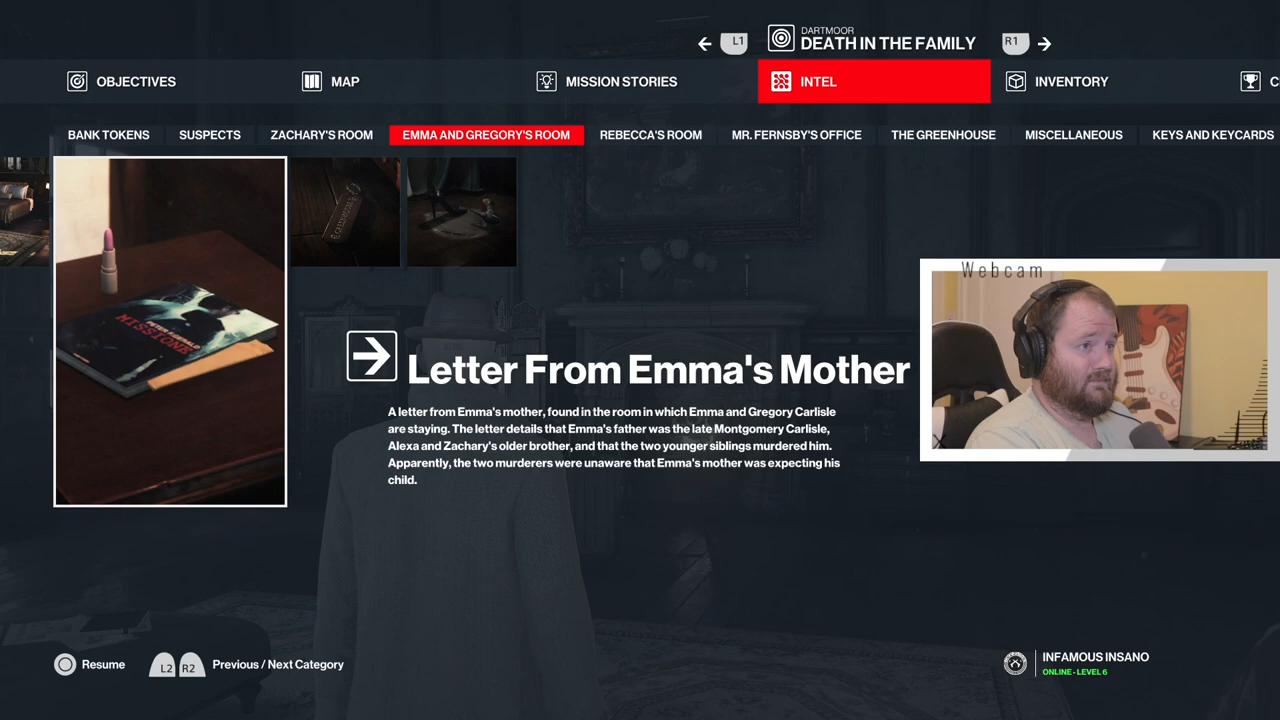 L1
DARTMOOR
DEATH IN THE FAMILY
R1
OBJECTIVES
MAP
MISSION STORIES
INTEL
INVENTORY
C
BANK TOKENS
SUSPECTS
ZACHARY'S ROOM
EMMA AND GREGORY'S ROOM
REBECCA'S ROOM
MR. FERNSBY'S OFFICE
THE GREENHOUSE
MISCELLANEOUS
KEYS AND KEYCARDS
MISSIONE
Webcam
Letter From Emma's Mother
A letter from Emma's mother, found in the room in which Emma and Gregory Carlisle
are staying. The letter details that Emma's father was the late Montgomery Carlisle,
Alexa and Zachary's older brother, and that the two younger siblings murdered him.
Apparently, the two murderers were unaware that Emma's mother was expecting his
child.
Resume
L2 R2
Previous / Next Category
INFAMOUS INSANO
ONLINE - LEVEL 6